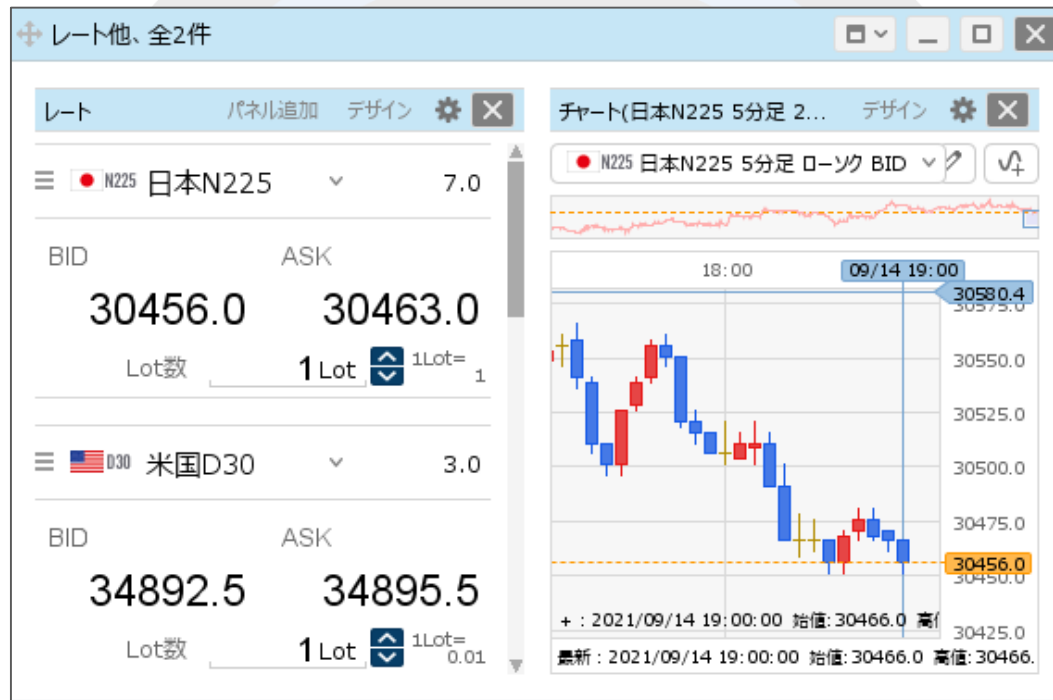 レート他、全2件
レート パネル追加 デザイン
N225 日本N225 7.0
BID ASK
30456.0 30463.0
Lot数 1 Lot 1Lot= 1
D30 米国D30 3.0
BID ASK
34892.5 34895.5
Lot数 1 Lot 1Lot= 0.01
チャート(日本N225 5分足 2... デザイン
N225 日本N225 5分足 ローソク BID
18:00 09/14 19:00
30580.4
30575.0
30550.0
30525.0
30500.0
30475.0
30456.0
30450.0
30425.0
+ : 2021/09/14 19:00:00 始値:30466.0 高
最新 : 2021/09/14 19:00:00 始値:30466.0 高値:30466.